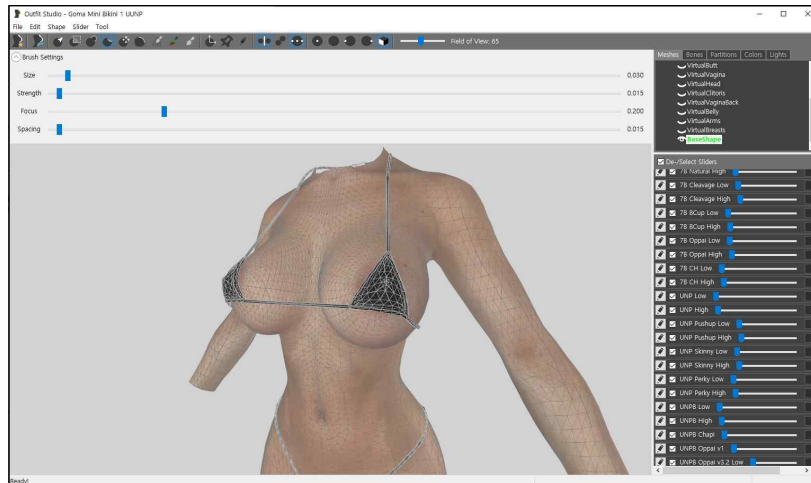 Outfit Studio - Goma Mini Bikini 1 UUNP
File Edit Shape Slider Tool
Field of View: 65
Brush Settings
Size 0.030
Strength 0.015
Focus 0.200
Spacing 0.015
Meshes Bones Partitions Colors Lights
VirtualButt
VirtualVagina
VirtualHead
VirtualClitoris
VirtualVaginaBack
VirtualBelly
VirtualArms
VirtualBreasts
BaseShape
De-/Select Sliders
7B Natural High
7B Cleavage Low
7B Cleavage High
7B BCup Low
7B BCup High
7B Oppai Low
7B Oppai High
7B CH Low
7B CH High
UNP Low
UNP High
UNP Pushup Low
UNP Pushup High
UNP Skinny Low
UNP Skinny High
UNP Perky Low
UNP Perky High
UNPB Low
UNPB High
UNPB Chapi
UNPB Oppai v1
UNPB Oppai v3.2 Low
Ready!